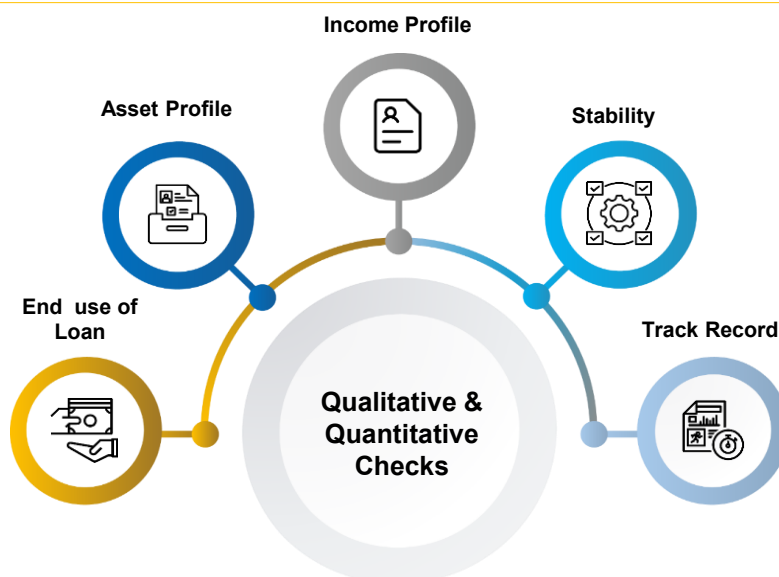 Income Profile
Asset Profile
Stability
End use of
Loan
Track Record
Qualitative &
Quantitative
Checks